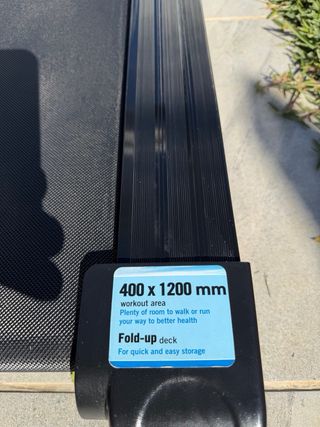 400 x 1200 mm
workout area
Plenty of room to walk or run
your way to better health
Fold-up deck
For quick and easy storage